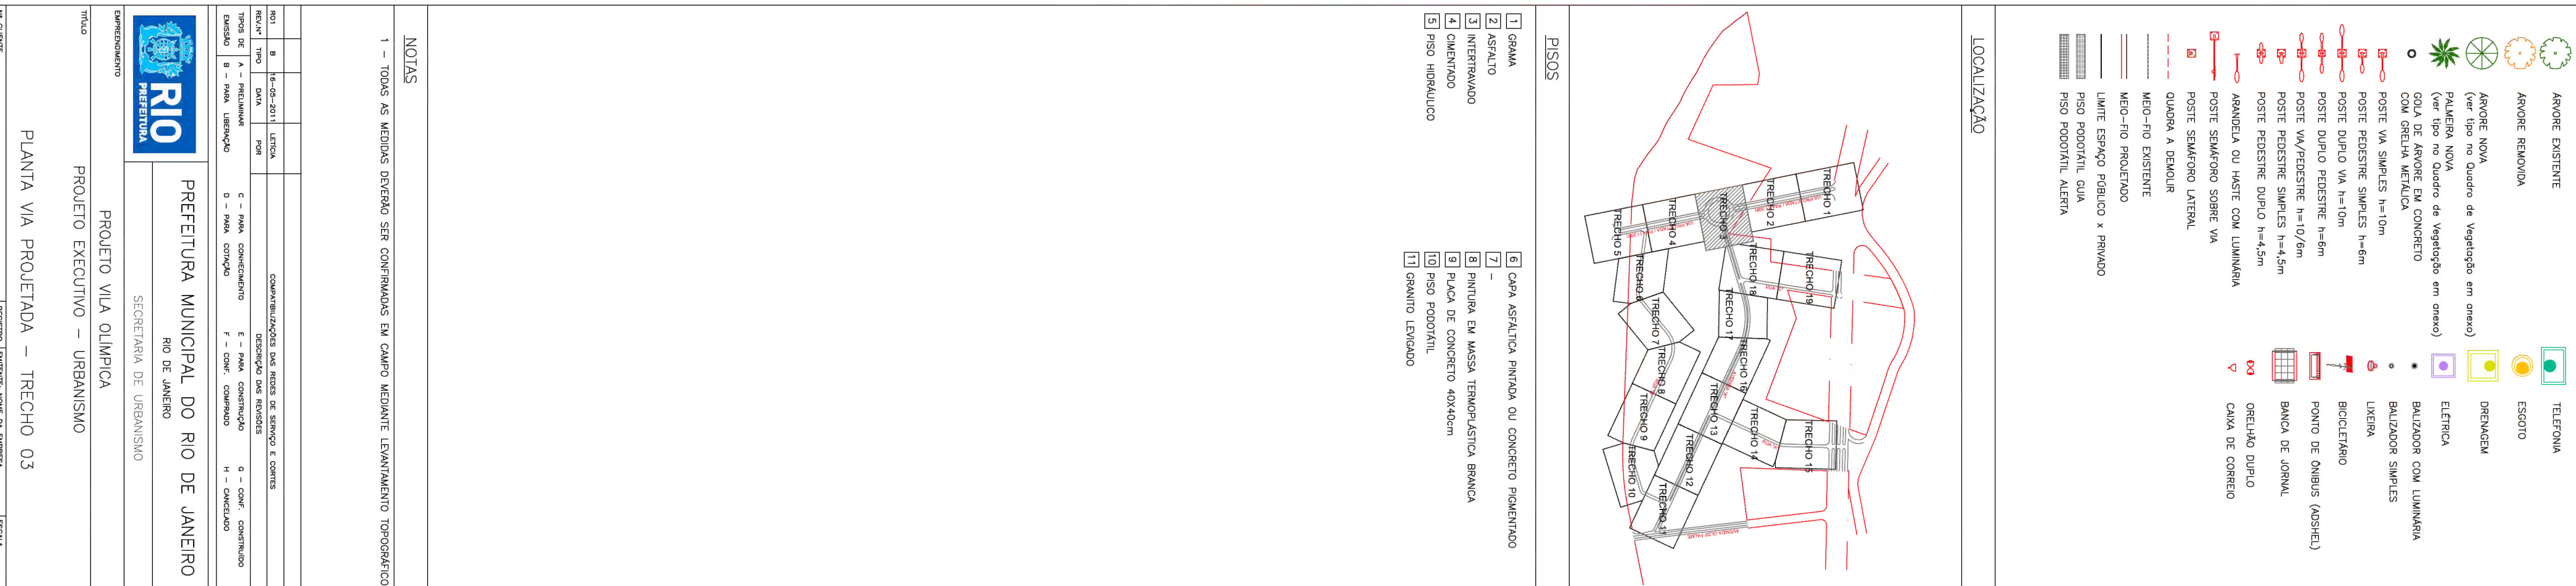 ÁRVORE EXISTENTE
ÁRVORE REMOVIDA
ÁRVORE NOVA
(ver tipo no Quadro de Vegetação em anexo)
PALMEIRA NOVA
(ver tipo no Quadro de Vegetação em anexo)
GOLA DE ÁRVORE EM CONCRETO
COM GRELHA METÁLICA
POSTE VIA SIMPLES h=10m
POSTE PEDESTRE SIMPLES h=6m
POSTE DUPLO VIA h=10m
POSTE DUPLO PEDESTRE h=6m
POSTE VIA/PEDESTRE h=10/6m
POSTE PEDESTRE SIMPLES h=4,5m
POSTE PEDESTRE DUPLO h=4,5m
ARANDELA OU HASTE COM LUMINÁRIA
POSTE SEMÁFORO SOBRE VIA
POSTE SEMÁFORO LATERAL
QUADRA A DEMOLIR
MEIO-FIO EXISTENTE
MEIO-FIO PROJETADO
LIMITE ESPAÇO PÚBLICO x PRIVADO
PISO PODOTÁTIL GUIA
PISO PODOTÁTIL ALERTA
TELEFONIA
ESGOTO
DRENAGEM
ELÉTRICA
BALIZADOR COM LUMINÁRIA
BALIZADOR SIMPLES
LIXEIRA
BICICLETÁRIO
PONTO DE ÔNIBUS (ADSHEL)
BANCA DE JORNAL
ORELHÃO DUPLO
CAIXA DE CORREIO
LOCALIZAÇÃO
TRECHO 1
TRECHO 2
TRECHO 3
TRECHO 4
TRECHO 5
TRECHO 6
TRECHO 7
TRECHO 8
TRECHO 9
TRECHO 10
TRECHO 11
TRECHO 12
TRECHO 13
TRECHO 14
TRECHO 15
TRECHO 16
TRECHO 17
TRECHO 18
TRECHO 19
PISOS
1 GRAMA
2 ASFALTO
3 INTERTRAVADO
4 CIMENTADO
5 PISO HIDRÁULICO
6 CAPA ASFÁLTICA PINTADA OU CONCRETO PIGMENTADO
7 -
8 PINTURA EM MASSA TERMOPLÁSTICA BRANCA
9 PLACA DE CONCRETO 40X40cm
10 PISO PODOTÁTIL
11 GRANITO LEVIGADO
NOTAS
1 - TODAS AS MEDIDAS DEVERÃO SER CONFIRMADAS EM CAMPO MEDIANTE LEVANTAMENTO TOPOGRÁFICO
R01 B 16-05-2011 LETÍCIA COMPATIBILIZAÇÕES DAS REDES DE SERVIÇO E CORTES
REV.Nº TIPO DATA POR DESCRIÇÃO DAS REVISÕES
TIPOS DE A - PRELIMINAR C - PARA CONHECIMENTO E - PARA CONSTRUÇÃO G - CONF. CONSTRUÍDO
EMISSÃO B - PARA LIBERAÇÃO D - PARA COTAÇÃO F - CONF. COMPRADO H - CANCELADO
RIO
PREFEITURA
PREFEITURA MUNICIPAL DO RIO DE JANEIRO
RIO DE JANEIRO
SECRETARIA DE URBANISMO
EMPREENDIMENTO
PROJETO VILA OLÍMPICA
PROJETO EXECUTIVO - URBANISMO
TÍTULO
PLANTA VIA PROJETADA - TRECHO 03